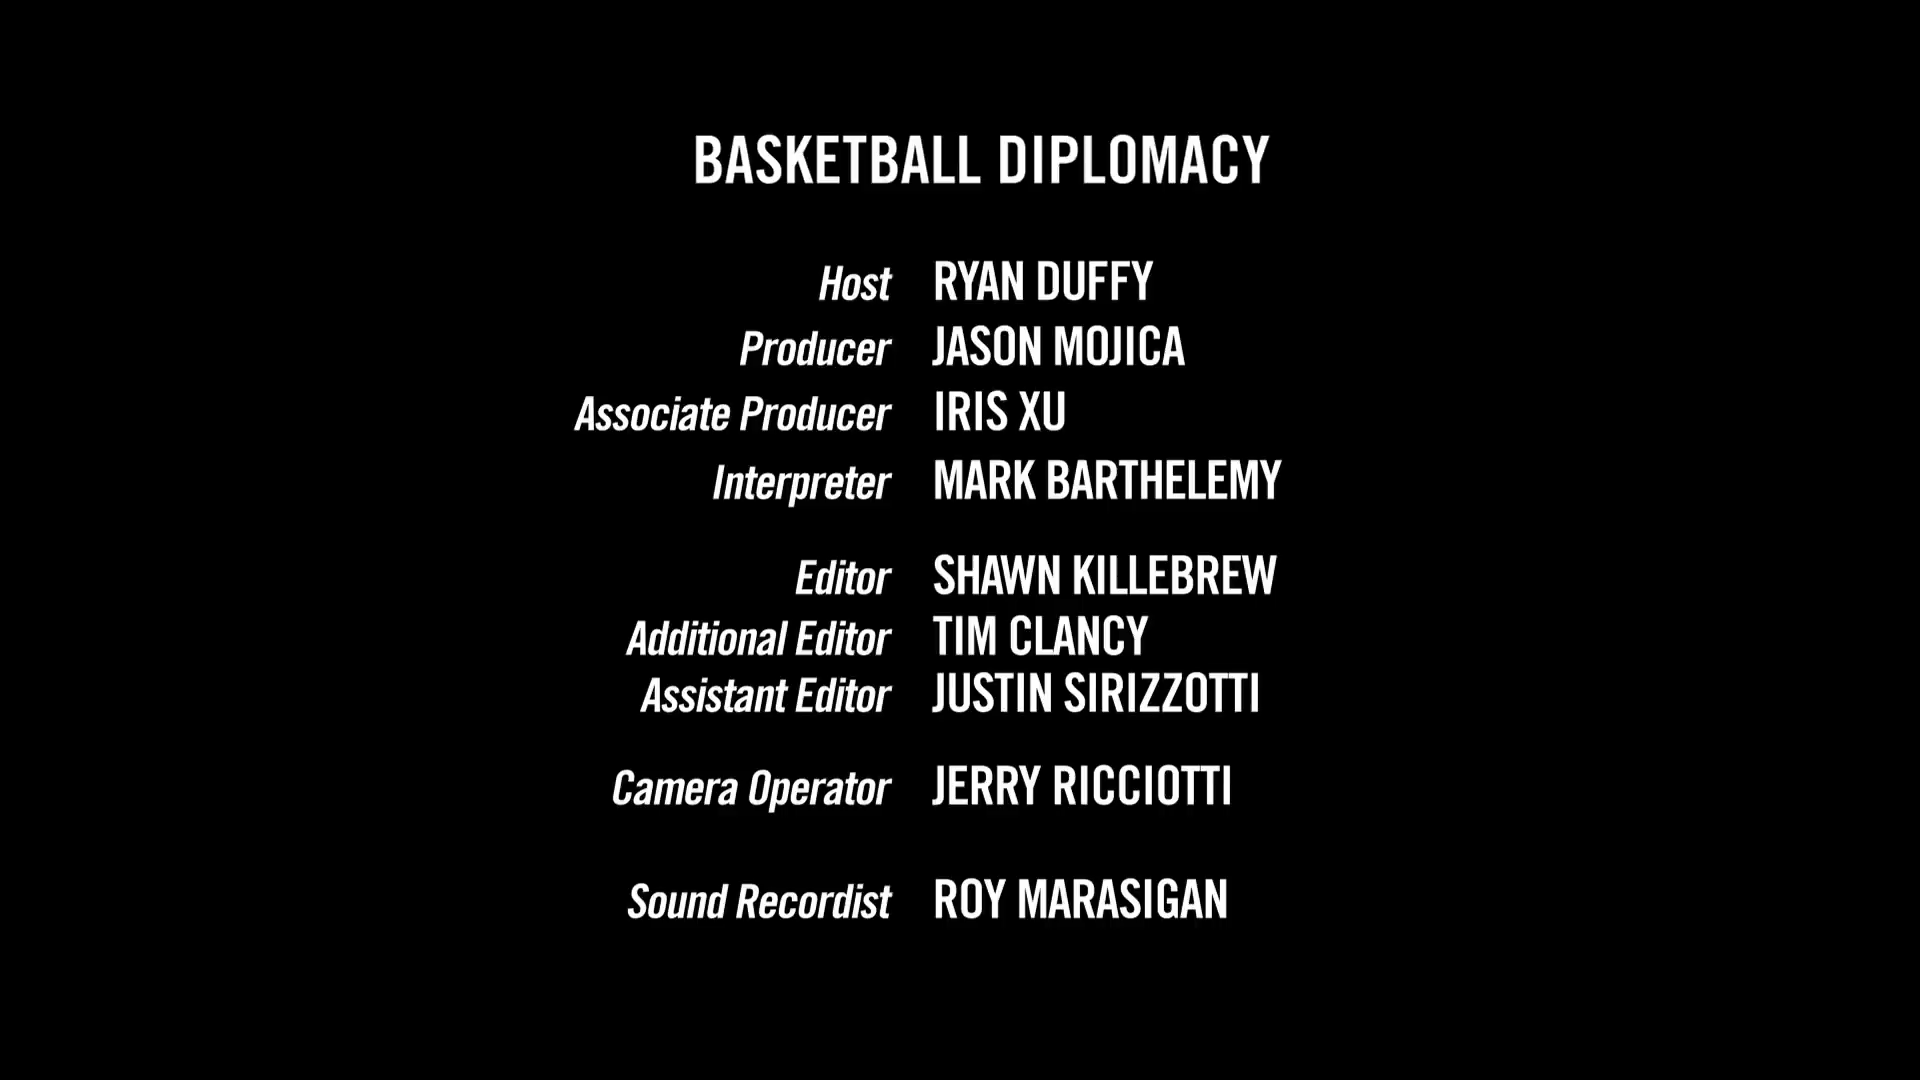 BASKETBALL DIPLOMACY
Host RYAN DUFFY
Producer JASON MOJICA
Associate Producer IRIS XU
Interpreter MARK BARTHELEMY
Editor SHAWN KILLEBREW
Additional Editor TIM CLANCY
Assistant Editor JUSTIN SIRIZZOTTI
Camera Operator JERRY RICCIOTTI
Sound Recordist ROY MARASIGAN